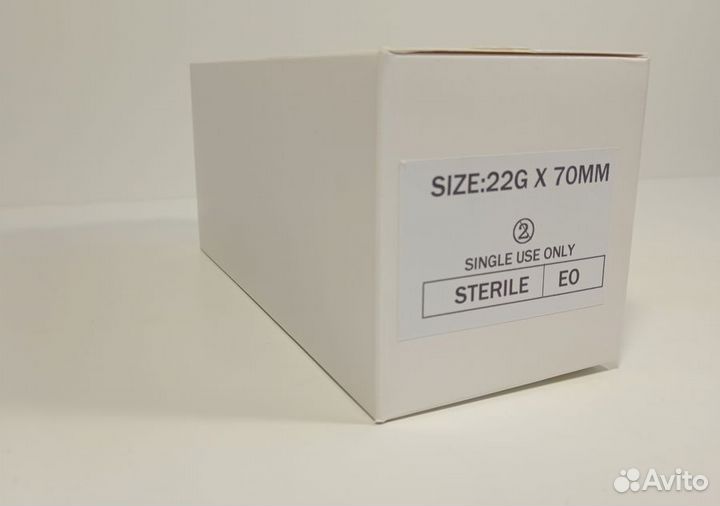 SIZE:22G X 70MM
2
SINGLE USE ONLY
STERILE EO
Avito